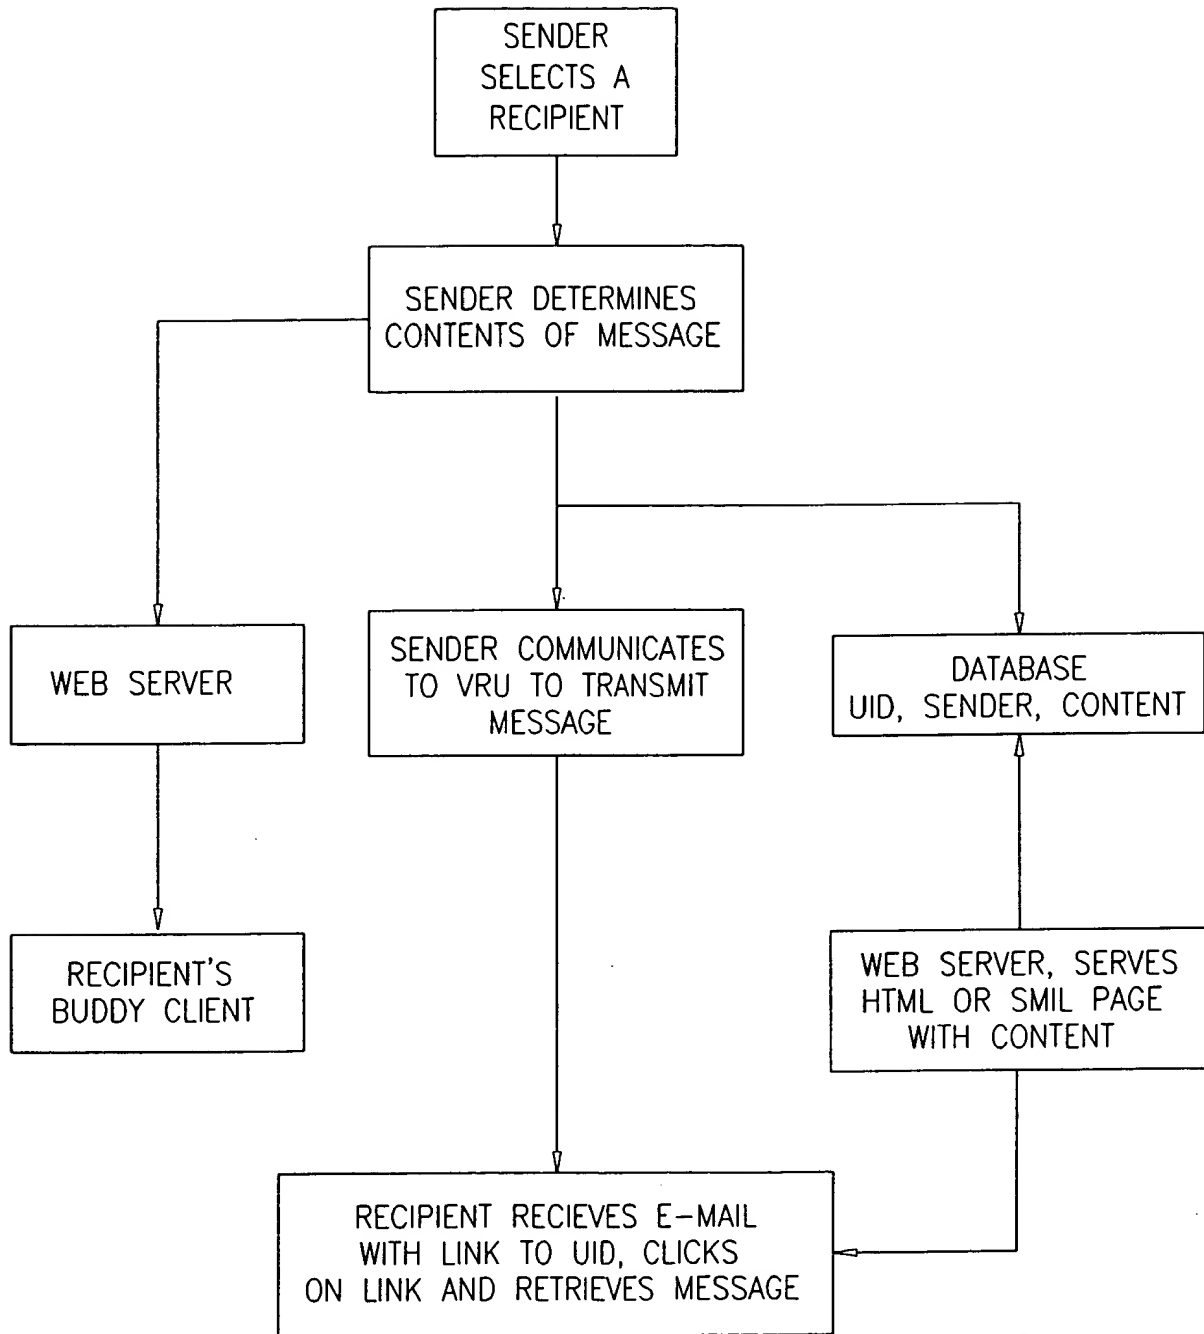 SENDER
SELECTS A
RECIPIENT
SENDER DETERMINES
CONTENTS OF MESSAGE
WEB SERVER
SENDER COMMUNICATES
TO VRU TO TRANSMIT
MESSAGE
DATABASE
UID, SENDER, CONTENT
RECIPIENT'S
BUDDY CLIENT
WEB SERVER, SERVES
HTML OR SMIL PAGE
WITH CONTENT
RECIPIENT RECIEVES E-MAIL
WITH LINK TO UID, CLICKS
ON LINK AND RETRIEVES MESSAGE